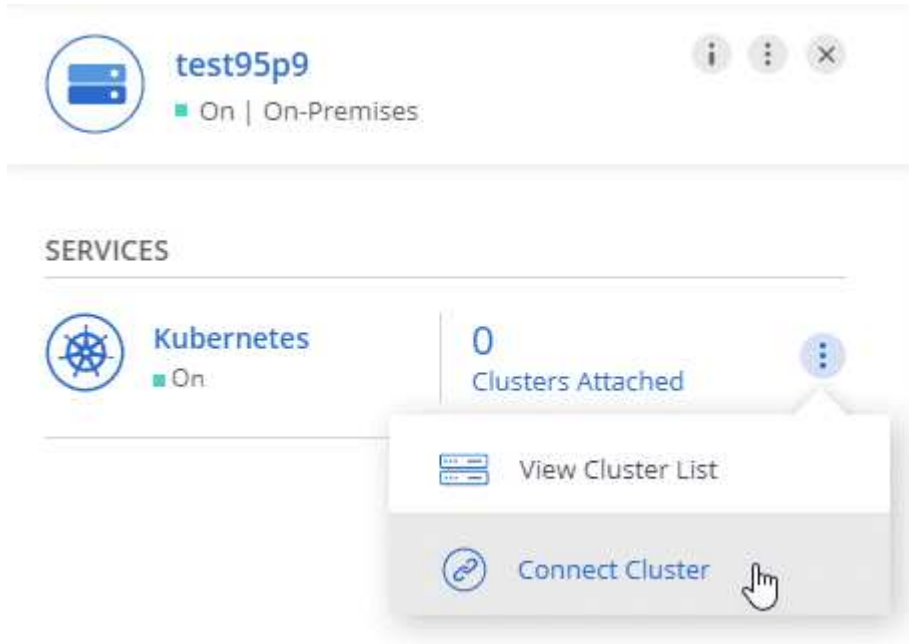 test95p9
On | On-Premises
SERVICES
Kubernetes
On
0
Clusters Attached
View Cluster List
Connect Cluster